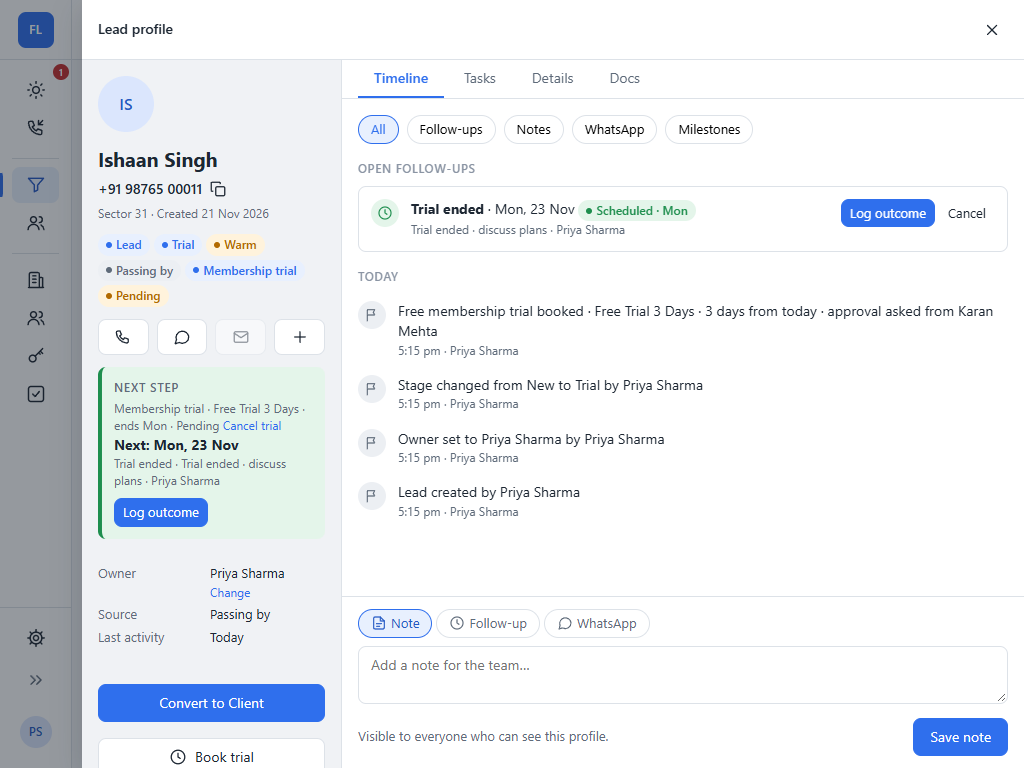 FL
Lead profile
1
IS
Ishaan Singh
+91 98765 00011
Sector 31 · Created 21 Nov 2026
Lead
Trial
Warm
Passing by
Membership trial
Pending
NEXT STEP
Membership trial · Free Trial 3 Days ·
ends Mon · Pending Cancel trial
Next: Mon, 23 Nov
Trial ended · Trial ended · discuss
plans · Priya Sharma
Log outcome
Owner Priya Sharma
Change
Source Passing by
Last activity Today
Convert to Client
Book trial
PS
Timeline Tasks Details Docs
All Follow-ups Notes WhatsApp Milestones
OPEN FOLLOW-UPS
Trial ended · Mon, 23 Nov Scheduled · Mon
Trial ended · discuss plans · Priya Sharma
Log outcome Cancel
TODAY
Free membership trial booked · Free Trial 3 Days · 3 days from today · approval asked from Karan
Mehta
5:15 pm · Priya Sharma
Stage changed from New to Trial by Priya Sharma
5:15 pm · Priya Sharma
Owner set to Priya Sharma by Priya Sharma
5:15 pm · Priya Sharma
Lead created by Priya Sharma
5:15 pm · Priya Sharma
Note Follow-up WhatsApp
Add a note for the team...
Visible to everyone who can see this profile.
Save note